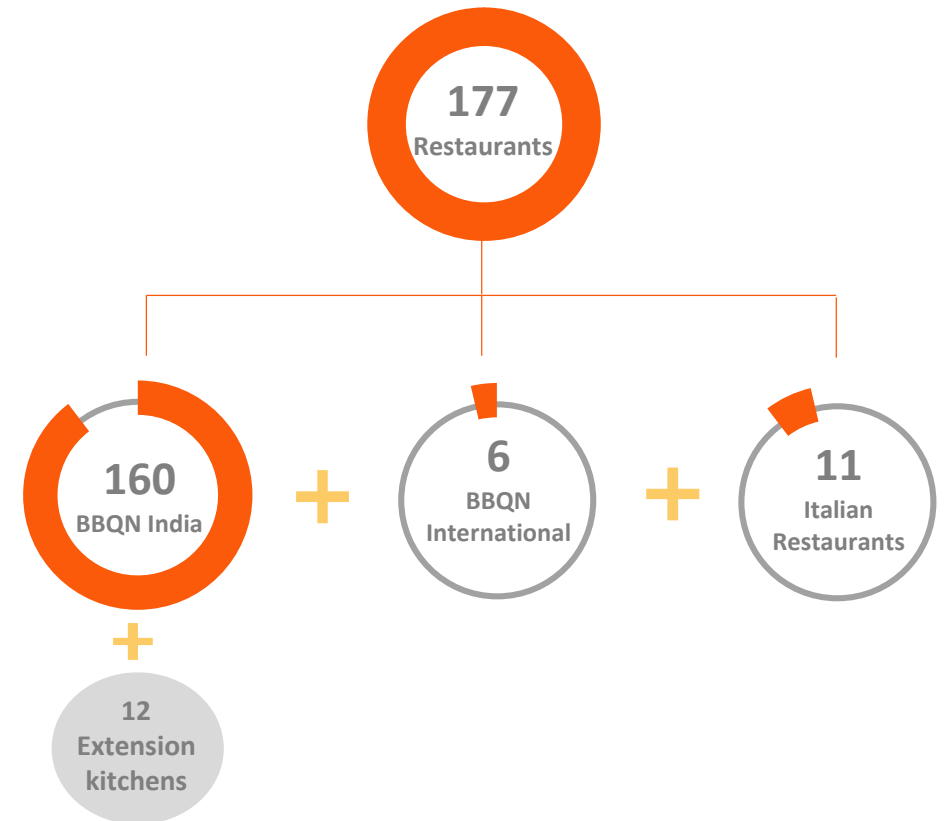 177
Restaurants
160
BBQN India
6
BBQN
International
11
Italian
Restaurants
12
Extension
kitchens